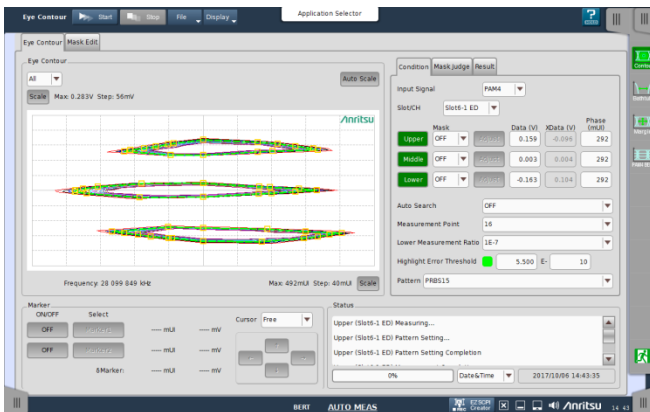 Eye Contour Start Stop File Display Application Selector ?
Eye Contour Mask Edit
Eye Contour
All Auto Scale
Scale Max: 0.283V Step: 56mV
Anritsu
Frequency: 28 099 849 kHz Max: 492mUI Step: 40mUI Scale
Condition Mask Judge Result
Input Signal PAM4
Slot/CH Slot6-1 ED
Mask Data (V) XData (V) Phase (mUI)
Upper OFF 0.159 -0.096 292
Middle OFF 0.003 0.004 292
Lower OFF -0.163 0.104 292
Auto Search OFF
Measurement Point 16
Lower Measurement Ratio 1E-7
Highlight Error Threshold 5.500 E- 10
Pattern PRBS15
Marker
ON/OFF Select Cursor Free
OFF Marker1 ---- mUI ---- mV
OFF Marker2 ---- mUI ---- mV
δMarker: ---- mUI ---- mV
Status
Upper (Slot6-1 ED) Measuring...
Upper (Slot6-1 ED) Pattern Setting...
Upper (Slot6-1 ED) Pattern Setting Completion
0% Date&Time 2017/10/06 14:43:35
BERT AUTO MEAS EZ SCPI Creator Anritsu 14 43